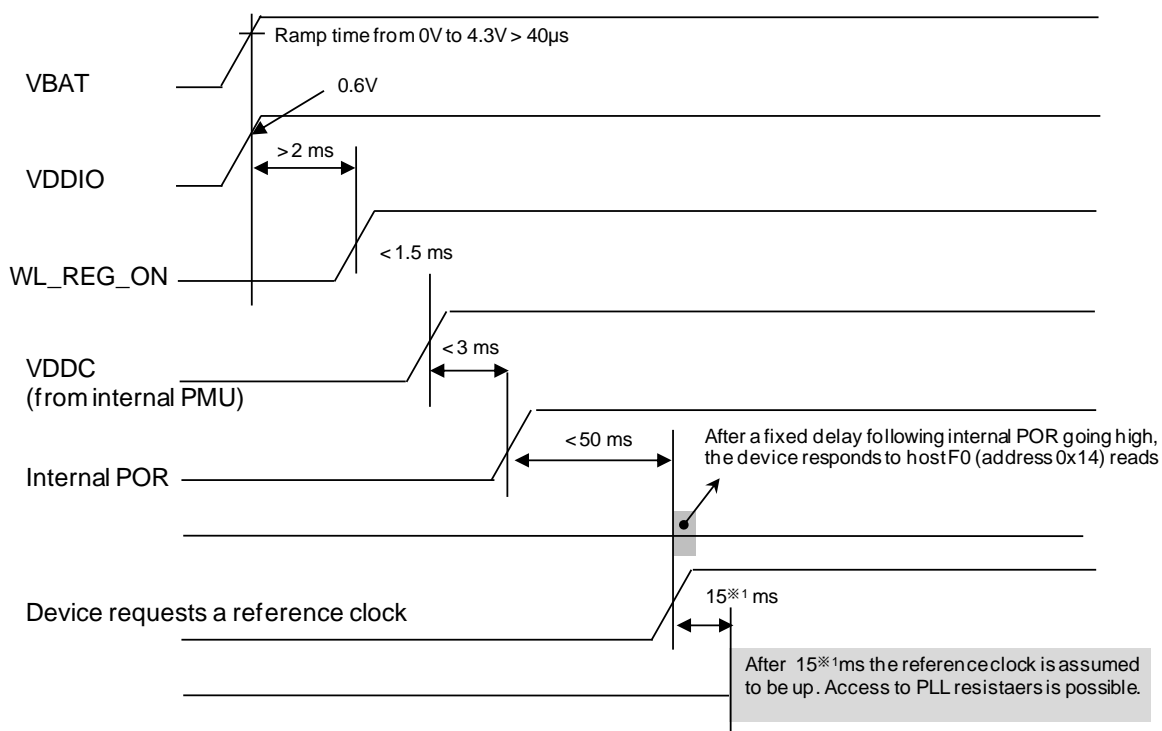 Ramp time from 0V to 4.3V > 40µs
VBAT
0.6V
>2 ms
VDDIO
<1.5 ms
WL_REG_ON
<3 ms
VDDC
(from internal PMU)
<50 ms
After a fixed delay following internal POR going high,
the device responds to host F0 (address 0x14) reads
Internal POR
15※1 ms
Device requests a reference clock
After 15※1ms the reference clock is assumed
to be up. Access to PLL resistaers is possible.